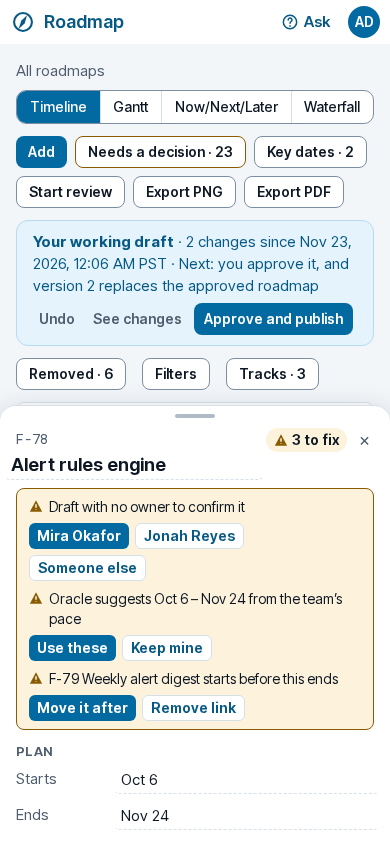 Roadmap
Ask
AD
All roadmaps
Timeline
Gantt
Now/Next/Later
Waterfall
Add
Needs a decision · 23
Key dates · 2
Start review
Export PNG
Export PDF
Your working draft · 2 changes since Nov 23,
2026, 12:06 AM PST · Next: you approve it, and
version 2 replaces the approved roadmap
Undo
See changes
Approve and publish
Removed · 6
Filters
Tracks · 3
F-78
3 to fix
×
Alert rules engine
Draft with no owner to confirm it
Mira Okafor
Jonah Reyes
Someone else
Oracle suggests Oct 6 – Nov 24 from the team's
pace
Use these
Keep mine
F-79 Weekly alert digest starts before this ends
Move it after
Remove link
PLAN
Starts
Oct 6
Ends
Nov 24